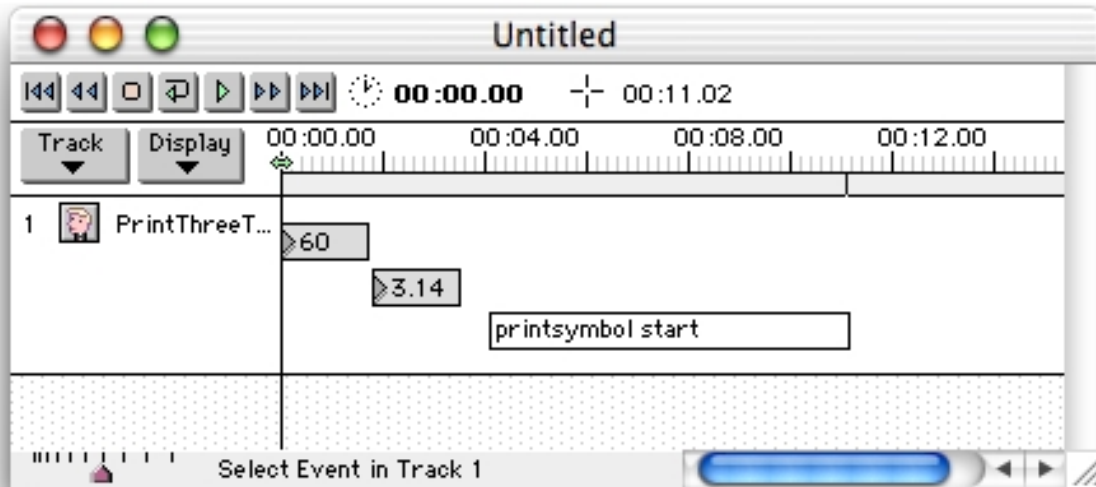 Untitled
00:00.00 00:11.02
Track Display 00:00.00 00:04.00 00:08.00 00:12.00
1 PrintThreeT...
60
3.14
printsymbol start
Select Event in Track 1